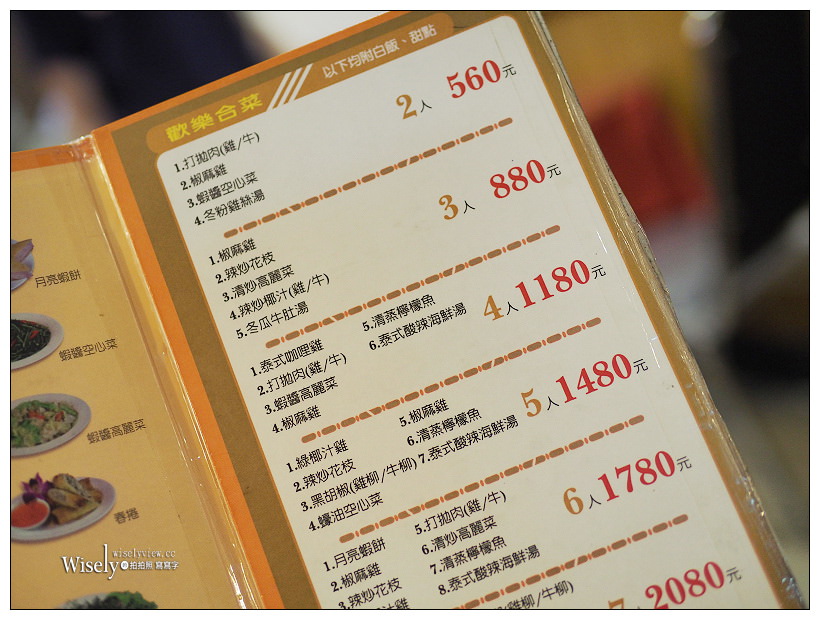 歡樂合菜
以下均附白飯、甜點
2人 560元
1.打拋肉(雞/牛)
2.椒麻雞
3.蝦醬空心菜
4.冬粉雞絲湯
3人 880元
1.椒麻雞
2.辣炒花枝
3.清炒高麗菜
4.辣炒椰汁(雞/牛)
5.冬瓜牛肚湯
4人 1180元
1.泰式咖哩雞
2.打拋肉(雞/牛)
3.蝦醬高麗菜
4.椒麻雞
5.清蒸檸檬魚
6.泰式酸辣海鮮湯
5人 1480元
1.綠椰汁雞
2.辣炒花枝
3.黑胡椒(雞柳/牛柳)
4.蠔油空心菜
5.椒麻雞
6.清蒸檸檬魚
7.泰式酸辣海鮮湯
6人 1780元
1.月亮蝦餅
2.椒麻雞
3.辣炒花枝
5.打拋肉(雞/牛)
6.清炒高麗菜
7.清蒸檸檬魚
8.泰式酸辣海鮮湯
7人 2080元
(雞柳/牛柳)
月亮蝦餅
蝦醬空心菜
蝦醬高麗菜
春捲
wiselyview.cc
Wisely 拍拍照 寫寫字